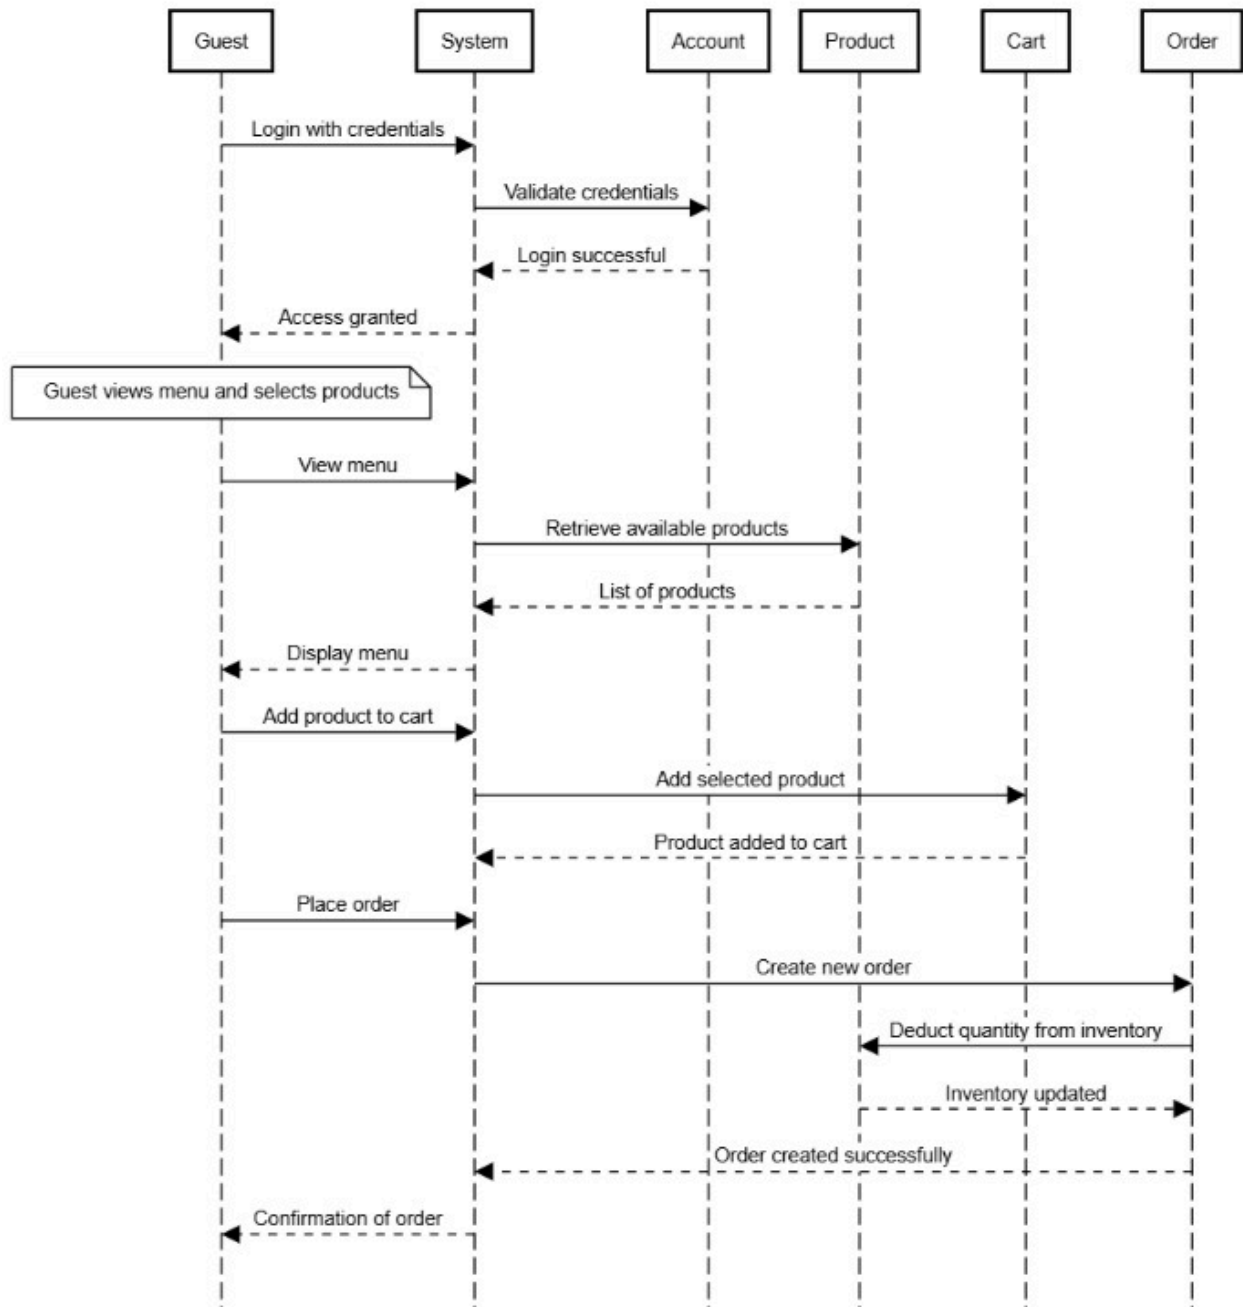 Guest
System
Account
Product
Cart
Order
Login with credentials
Validate credentials
Login successful
Access granted
Guest views menu and selects products
View menu
Retrieve available products
List of products
Display menu
Add product to cart
Add selected product
Product added to cart
Place order
Create new order
Deduct quantity from inventory
Inventory updated
Order created successfully
Confirmation of order